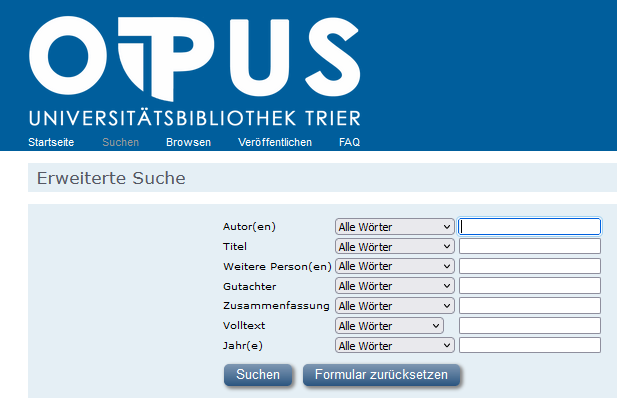 OPUS
UNIVERSITÄTSBIBLIOTHEK TRIER
Startseite Suchen Browsen Veröffentlichen FAQ
Erweiterte Suche
Autor(en) Alle Wörter
Titel Alle Wörter
Weitere Person(en) Alle Wörter
Gutachter Alle Wörter
Zusammenfassung Alle Wörter
Volltext Alle Wörter
Jahr(e) Alle Wörter
Suchen Formular zurücksetzen